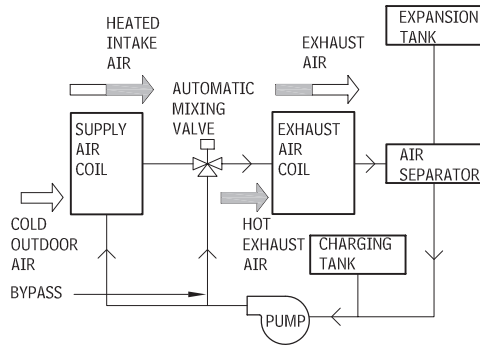 HEATED
INTAKE
AIR
EXHAUST
AIR
EXPANSION
TANK
AUTOMATIC
MIXING
VALVE
SUPPLY
AIR
COIL
EXHAUST
AIR
COIL
AIR
SEPARATOR
COLD
OUTDOOR
AIR
HOT
EXHAUST
AIR
CHARGING
TANK
BYPASS
PUMP